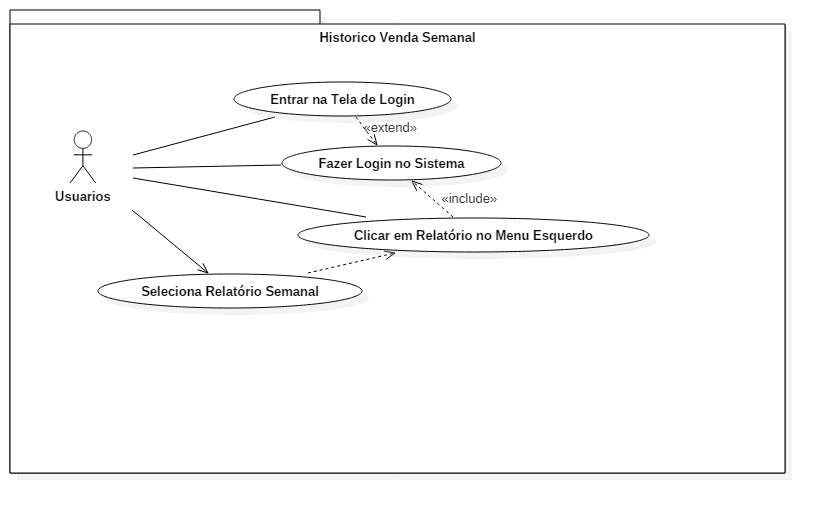 Historico Venda Semanal
Entrar na Tela de Login
«extend»
Fazer Login no Sistema
Usuarios
«include»
Clicar em Relatório no Menu Esquerdo
Seleciona Relatório Semanal